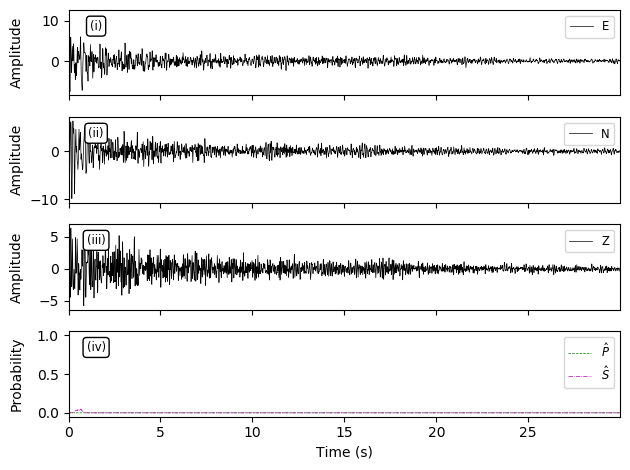 10
0
Amplitude
(i)
E
0
−10
Amplitude
(ii)
N
5
0
−5
Amplitude
(iii)
Z
1.0
0.5
0.0
Probability
(iv)
P̂
Ŝ
0
5
10
15
20
25
Time (s)